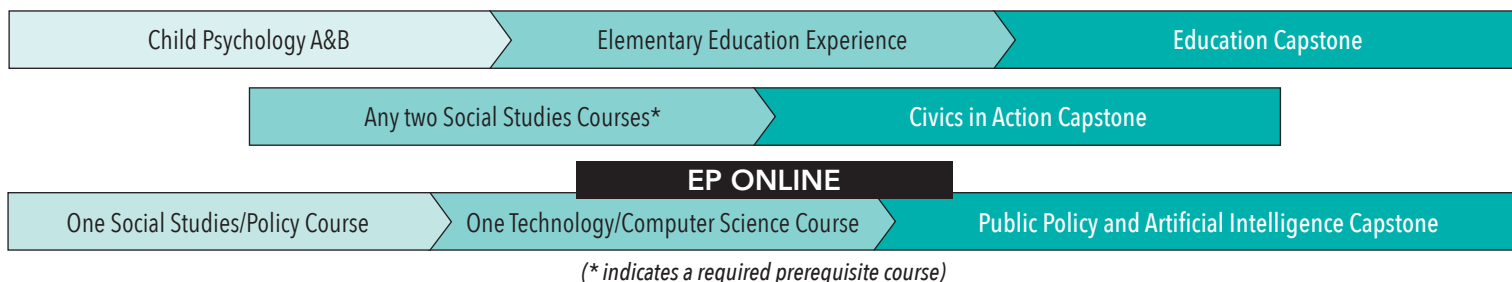 Child Psychology A&B
Elementary Education Experience
Education Capstone
Any two Social Studies Courses*
Civics in Action Capstone
EP ONLINE
One Social Studies/Policy Course
One Technology/Computer Science Course
Public Policy and Artificial Intelligence Capstone
(* indicates a required prerequisite course)